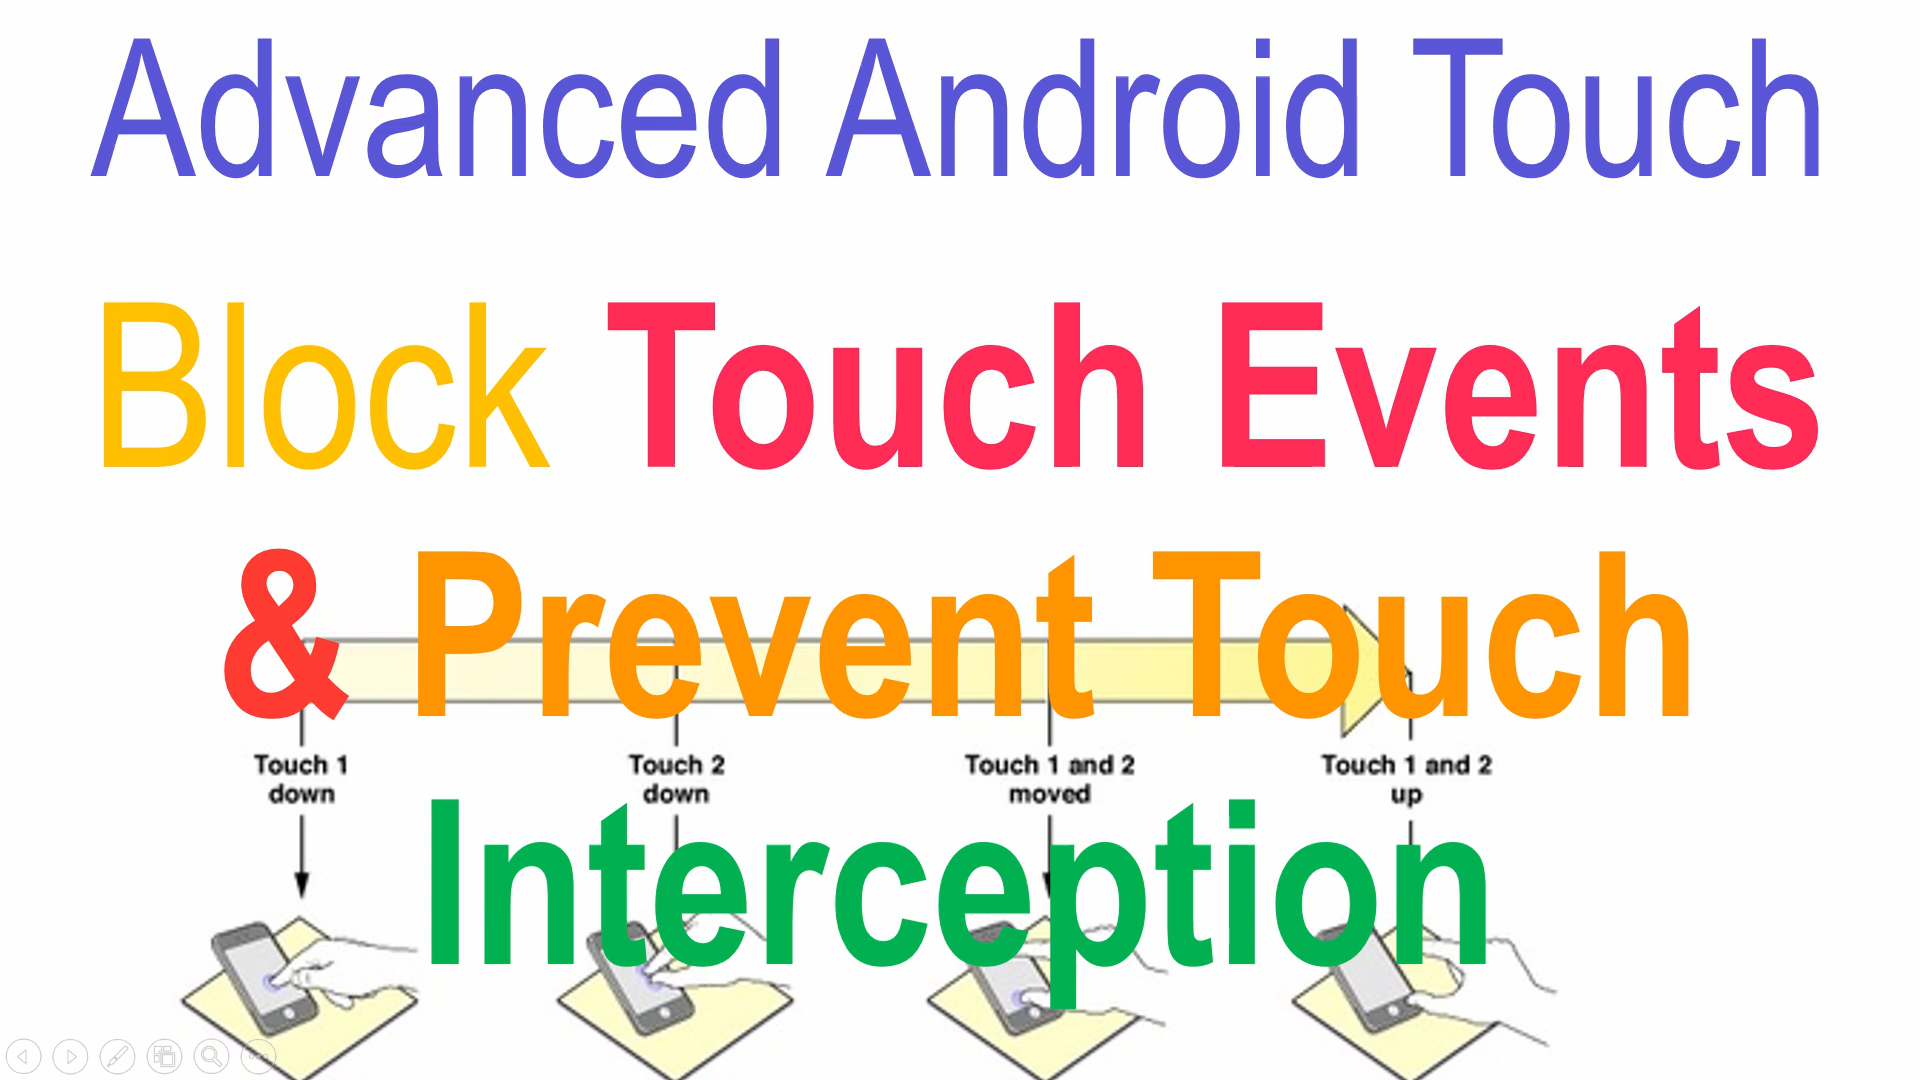 Advanced Android Touch
Block Touch Events
& Prevent Touch
Touch 1 down
Touch 2 down
Touch 1 and 2 moved
Touch 1 and 2 up
Interception